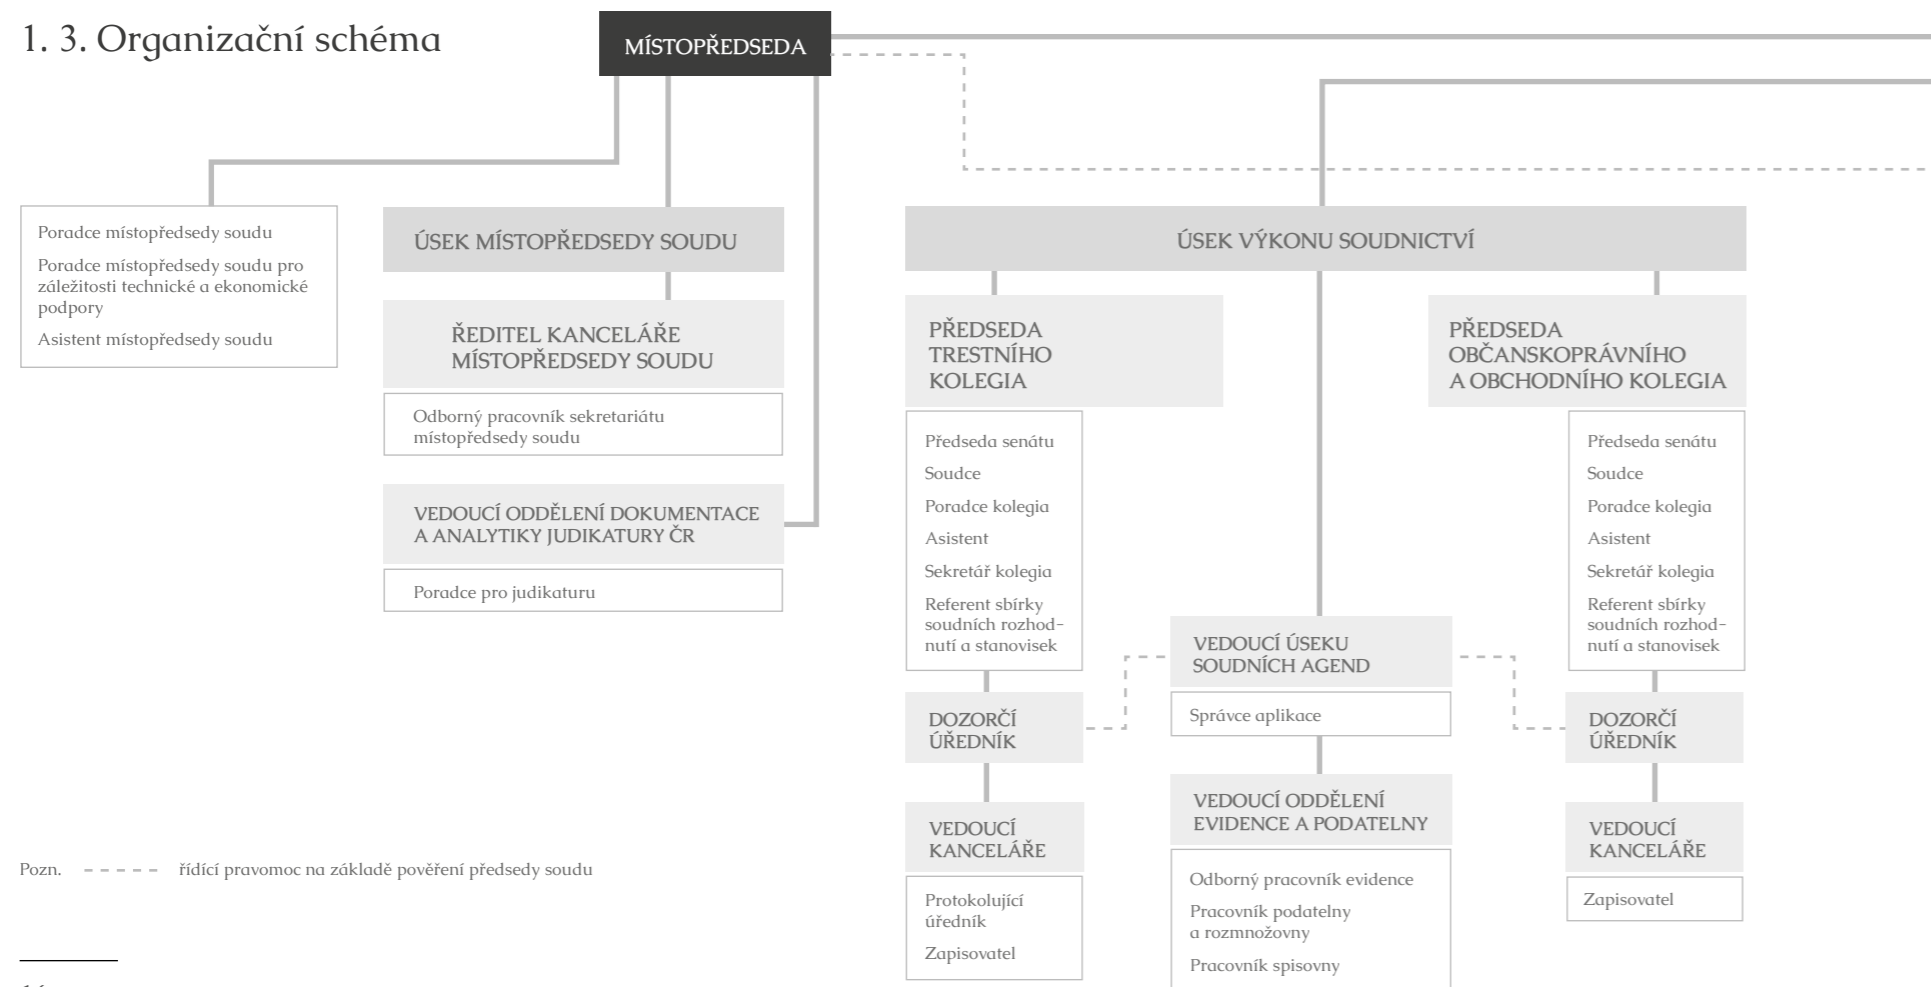 1. 3. Organizační schéma
MÍSTOPŘEDSEDA
Poradce místopředsedy soudu
Poradce místopředsedy soudu pro
záležitosti technické a ekonomické
podpory
Asistent místopředsedy soudu
ÚSEK MÍSTOPŘEDSEDY SOUDU
ŘEDITEL KANCELÁŘE
MÍSTOPŘEDSEDY SOUDU
Odborný pracovník sekretariátu
místopředsedy soudu
VEDOUCÍ ODDĚLENÍ DOKUMENTACE
A ANALYTIKY JUDIKATURY ČR
Poradce pro judikaturu
ÚSEK VÝKONU SOUDNICTVÍ
PŘEDSEDA
TRESTNÍHO
KOLEGIA
Předseda senátu
Soudce
Poradce kolegia
Asistent
Sekretář kolegia
Referent sbírky
soudních rozhod-
nutí a stanovisek
DOZORČÍ
ÚŘEDNÍK
VEDOUCÍ
KANCELÁŘE
Protokolující
úředník
Zapisovatel
VEDOUCÍ ÚSEKU
SOUDNÍCH AGEND
Správce aplikace
VEDOUCÍ ODDĚLENÍ
EVIDENCE A PODATELNY
Odborný pracovník evidence
Pracovník podatelny
a rozmnožovny
Pracovník spisovny
PŘEDSEDA
OBČANSKOPRÁVNÍHO
A OBCHODNÍHO KOLEGIA
Předseda senátu
Soudce
Poradce kolegia
Asistent
Sekretář kolegia
Referent sbírky
soudních rozhod-
nutí a stanovisek
DOZORČÍ
ÚŘEDNÍK
VEDOUCÍ
KANCELÁŘE
Zapisovatel
Pozn. řídící pravomoc na základě pověření předsedy soudu